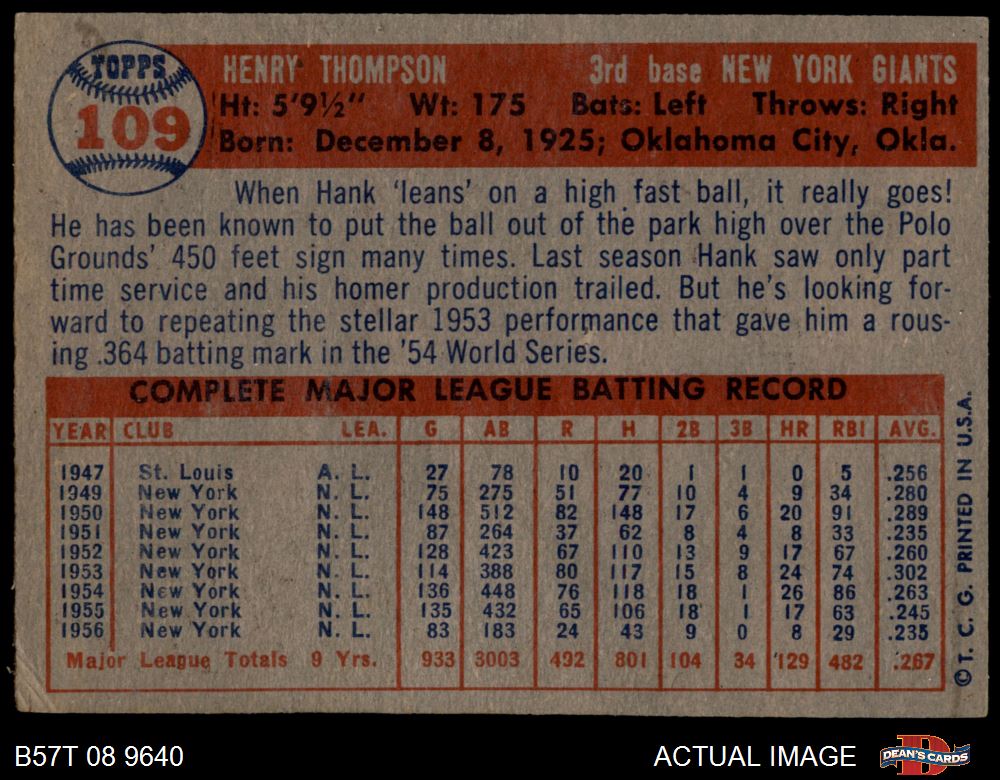 TOPPS
109
HENRY THOMPSON 3rd base NEW YORK GIANTS
Ht: 5'9½" Wt: 175 Bats: Left Throws: Right
Born: December 8, 1925; Oklahoma City, Okla.
When Hank 'leans' on a high fast ball, it really goes!
He has been known to put the ball out of the park high over the Polo
Grounds' 450 feet sign many times. Last season Hank saw only part
time service and his homer production trailed. But he's looking for-
ward to repeating the stellar 1953 performance that gave him a rous-
ing .364 batting mark in the '54 World Series.
COMPLETE MAJOR LEAGUE BATTING RECORD
YEAR CLUB LEA. G AB R H 2B 3B HR RBI AVG.
1947 St. Louis A. L. 27 78 10 20 1 1 0 5 .256
1949 New York N. L. 75 275 51 77 10 4 9 34 .280
1950 New York N. L. 148 512 82 148 17 6 20 91 .289
1951 New York N. L. 87 264 37 62 8 4 8 33 .235
1952 New York N. L. 128 423 67 110 13 9 17 67 .260
1953 New York N. L. 114 388 80 117 15 8 24 74 .302
1954 New York N. L. 136 448 76 118 18 1 26 86 .263
1955 New York N. L. 135 432 65 106 18 1 17 63 .245
1956 New York N. L. 83 183 24 43 9 0 8 29 .235
Major League Totals 9 Yrs. 933 3003 492 801 104 34 129 482 .267
© T. C. G. PRINTED IN U.S.A.
B57T 08 9640
ACTUAL IMAGE
DEAN'S CARDS